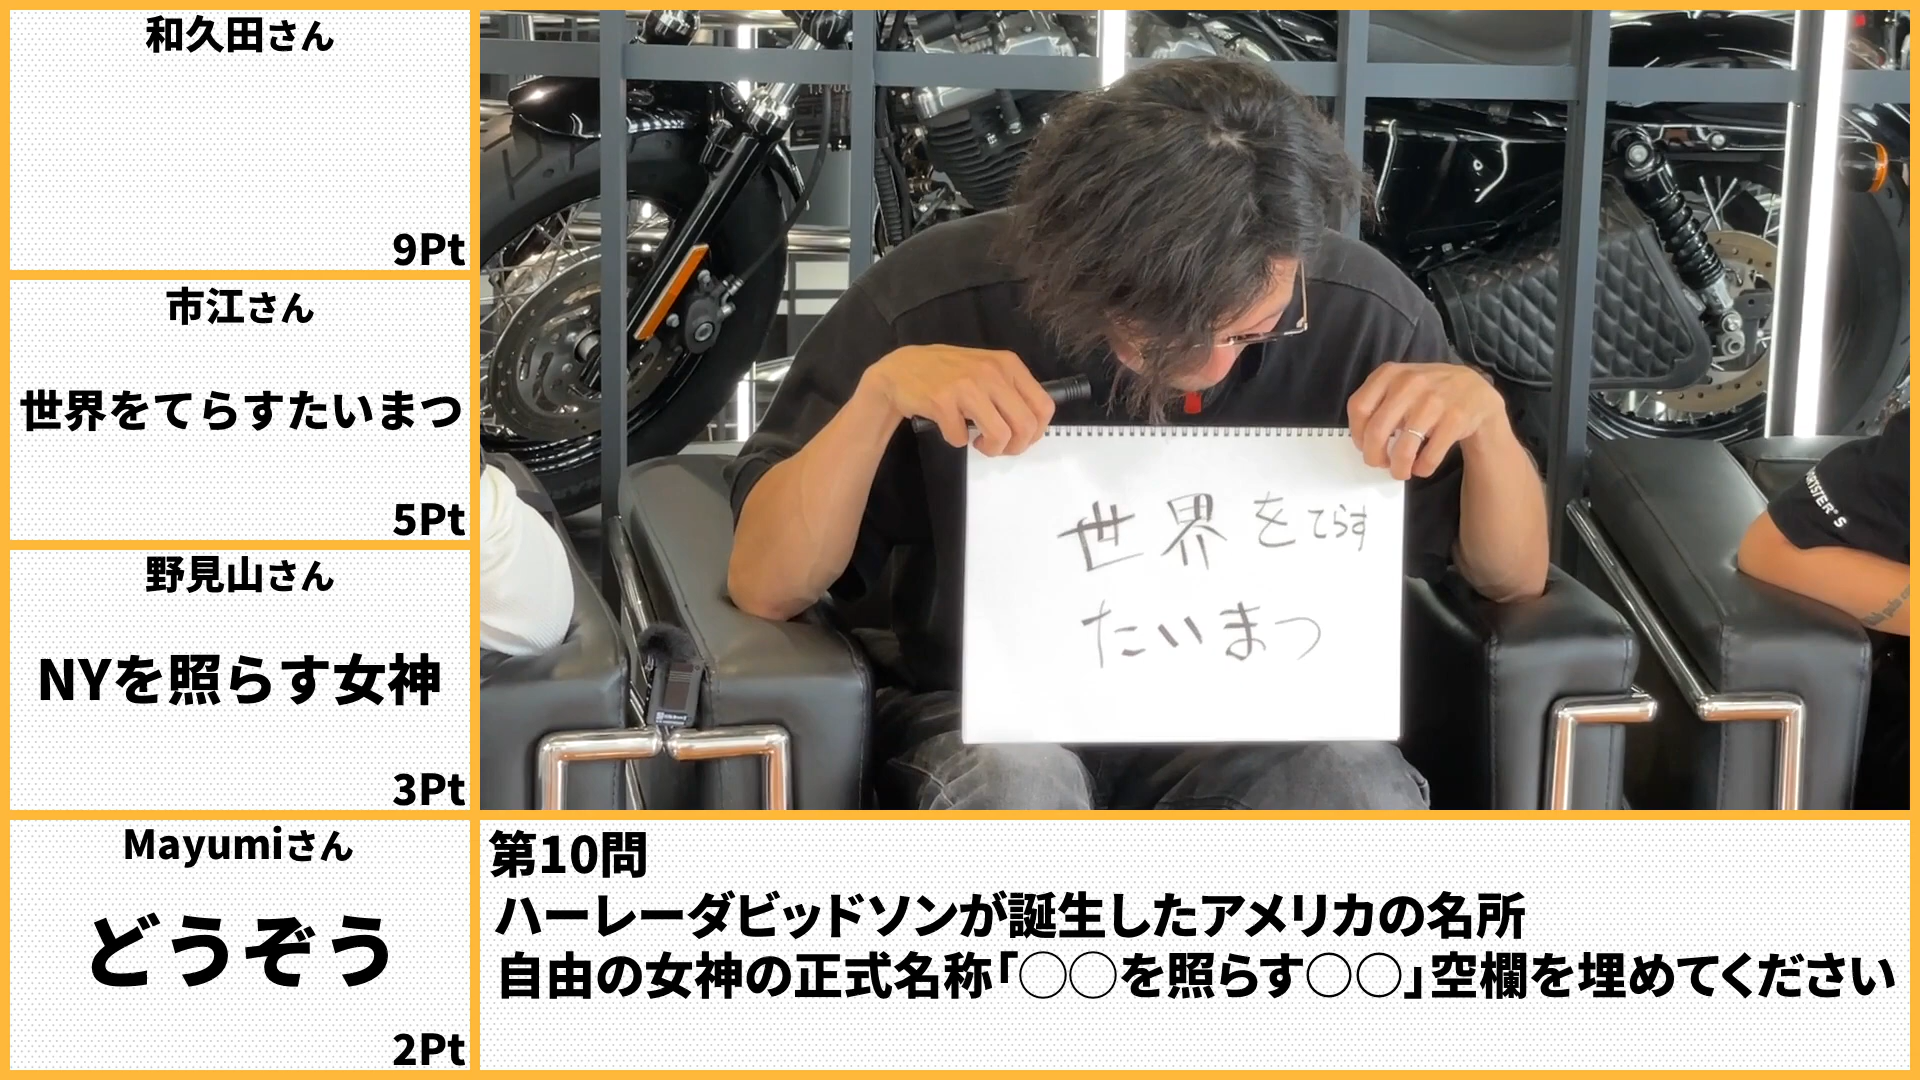 和久田さん
9Pt
市江さん
世界をてらすたいまつ
5Pt
野見山さん
NYを照らす女神
3Pt
Mayumiさん
どうぞう
2Pt
世界をてらす
たいまつ
ORTSTER S
第10問
ハーレーダビッドソンが誕生したアメリカの名所
自由の女神の正式名称「◯◯を照らす◯◯」空欄を埋めてください